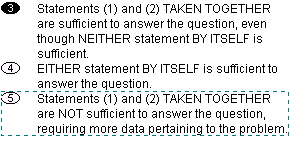 3 Statements (1) and (2) TAKEN TOGETHER
are sufficient to answer the question, even
though NEITHER statement BY ITSELF is
sufficient.
4 EITHER statement BY ITSELF is sufficient to
answer the question.
5 Statements (1) and (2) TAKEN TOGETHER
are NOT sufficient to answer the question,
requiring more data pertaining to the problem.